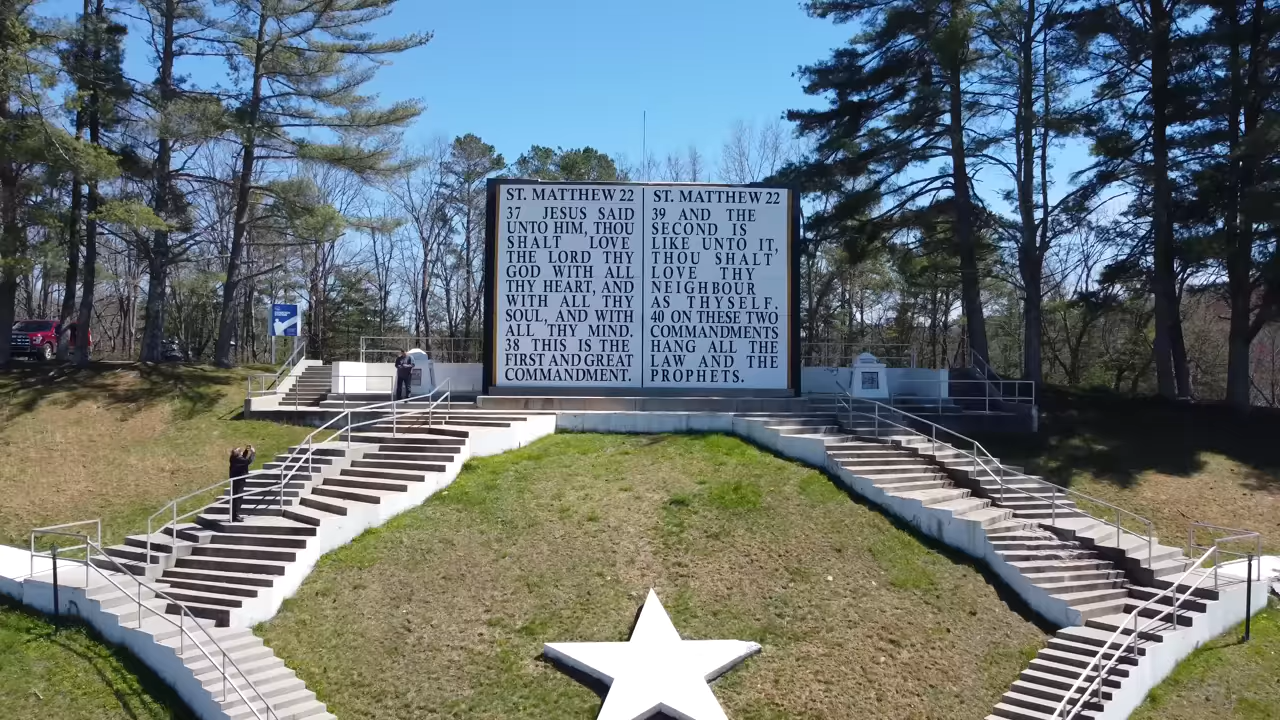 ST. MATTHEW 22
37 JESUS SAID
UNTO HIM, THOU
SHALT LOVE
THE LORD THY
GOD WITH ALL
THY HEART, AND
WITH ALL THY
SOUL, AND WITH
ALL THY MIND.
38 THIS IS THE
FIRST AND GREAT
COMMANDMENT.
ST. MATTHEW 22
39 AND THE
SECOND IS
LIKE UNTO IT,
THOU SHALT
LOVE THY
NEIGHBOUR
AS THYSELF.
40 ON THESE TWO
COMMANDMENTS
HANG ALL THE
LAW AND THE
PROPHETS.